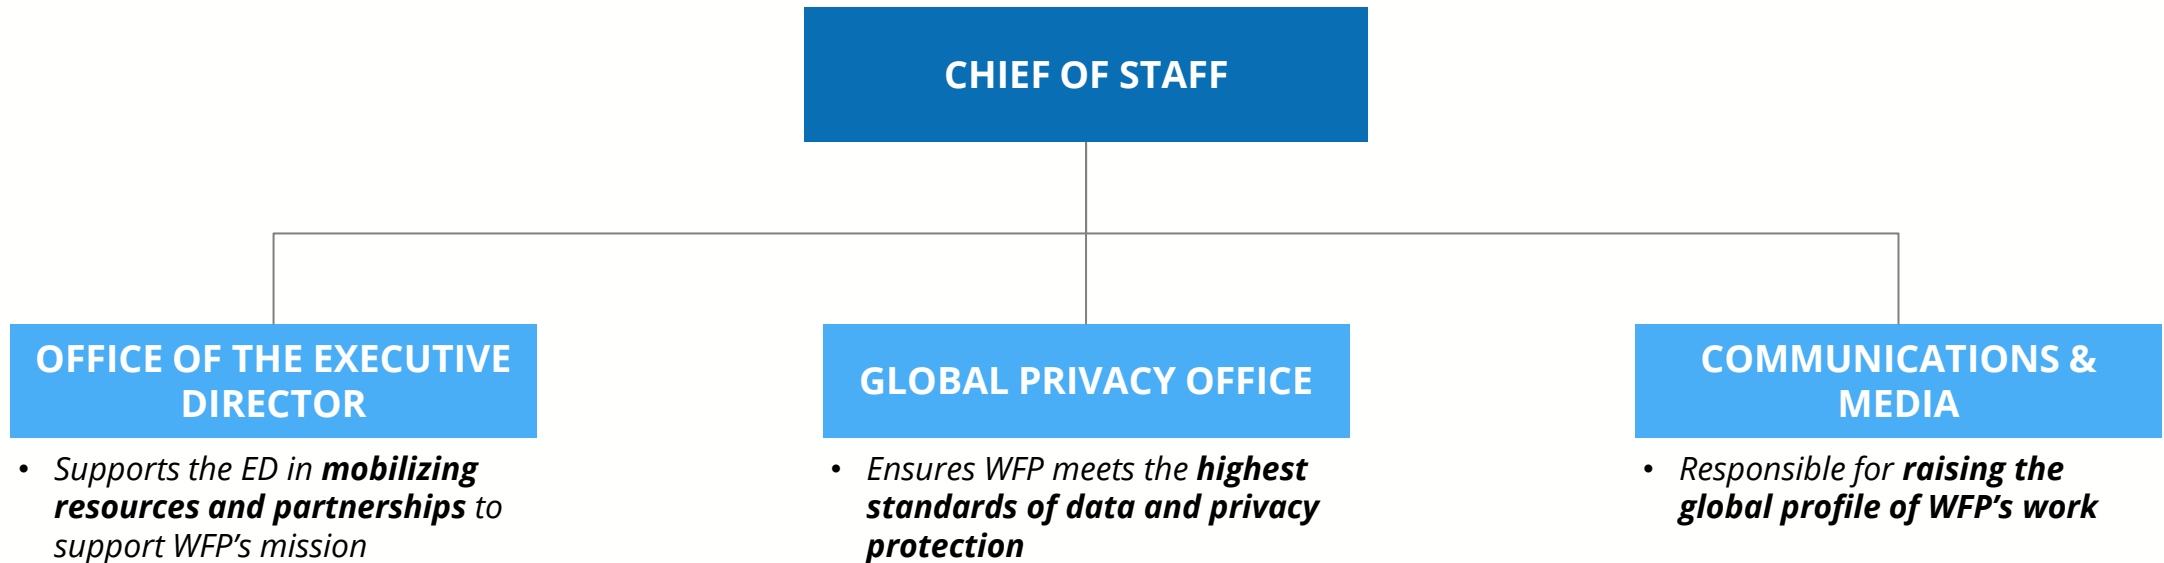 CHIEF OF STAFF
OFFICE OF THE EXECUTIVE
DIRECTOR
• Supports the ED in mobilizing
resources and partnerships to
support WFP’s mission
GLOBAL PRIVACY OFFICE
• Ensures WFP meets the highest
standards of data and privacy
protection
COMMUNICATIONS &
MEDIA
• Responsible for raising the
global profile of WFP’s work